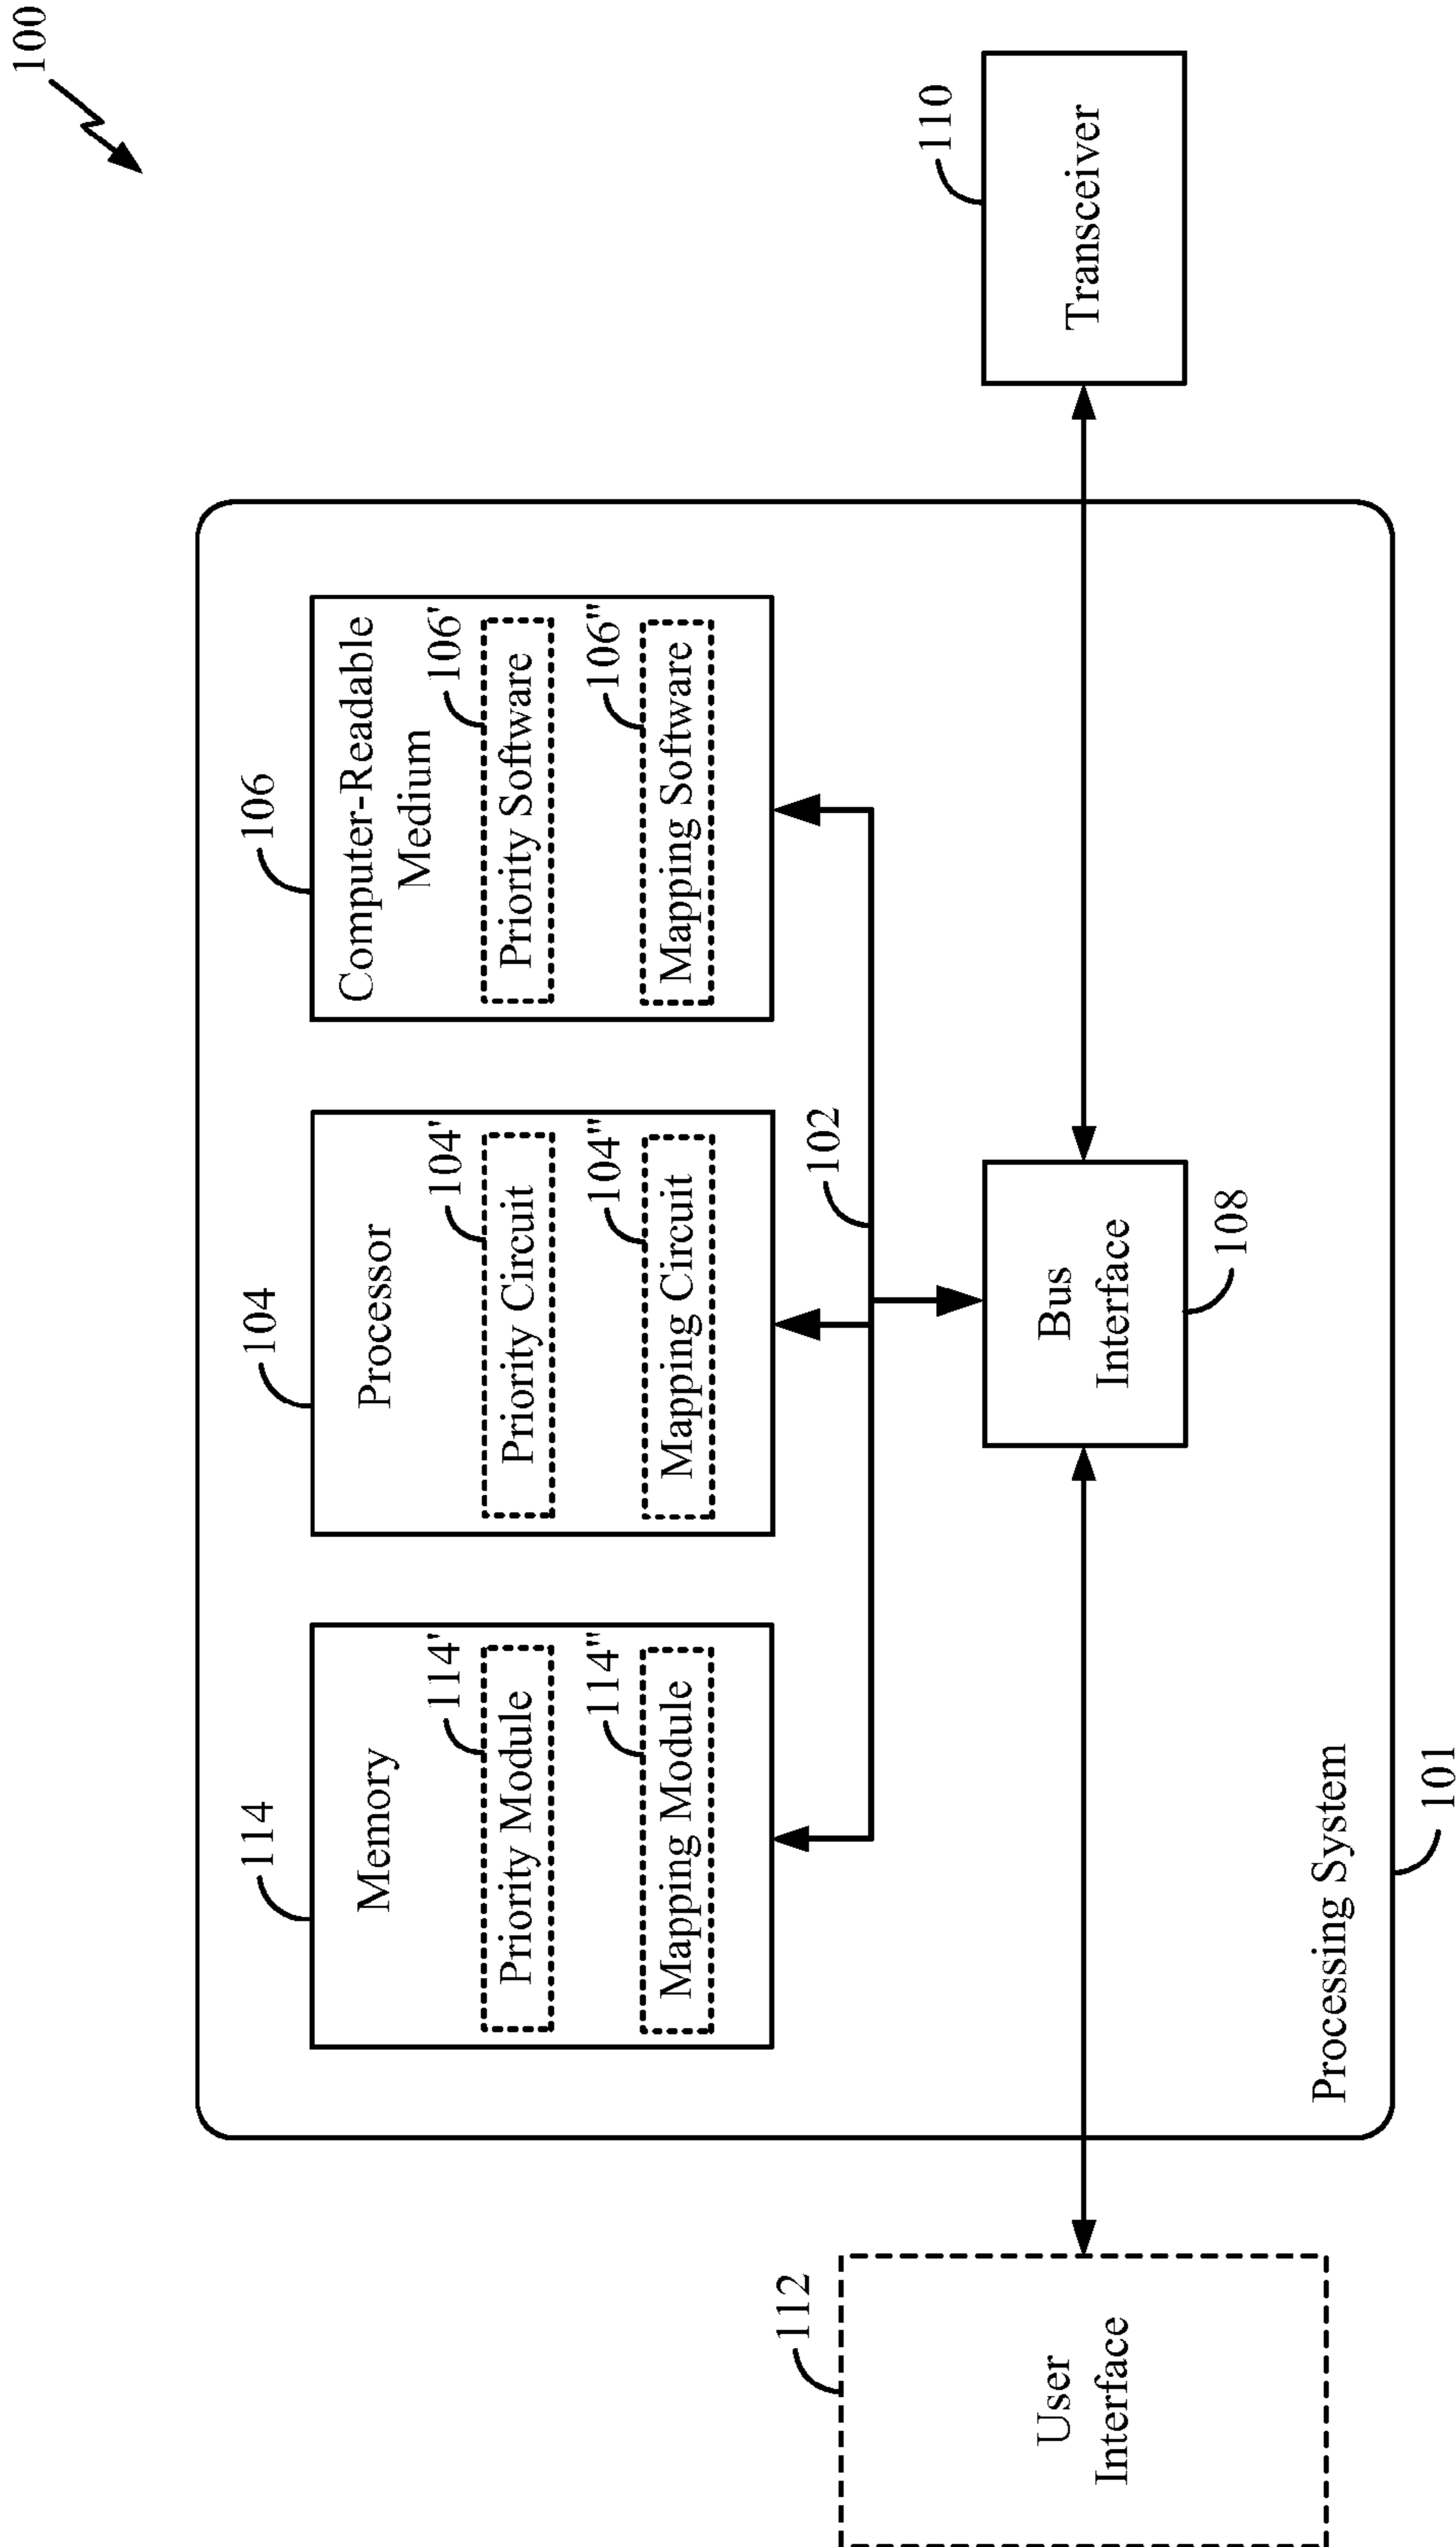 100
114
Memory
114'
Priority Module
114"
Mapping Module
104
Processor
104'
Priority Circuit
104"
Mapping Circuit
106
Computer-Readable
Medium
106'
Priority Software
106"
Mapping Software
102
112
User
Interface
Bus
Interface
108
110
Transceiver
Processing System
101